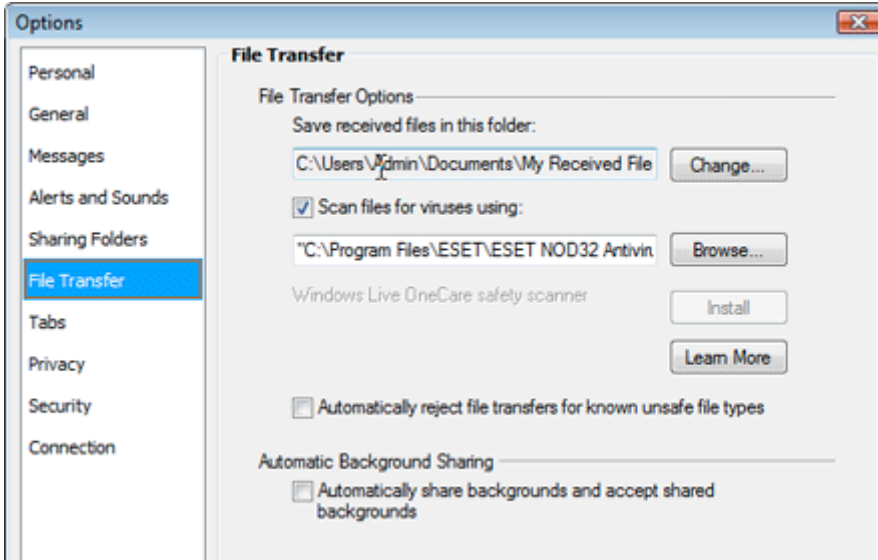 Options
Personal
General
Messages
Alerts and Sounds
Sharing Folders
File Transfer
Tabs
Privacy
Security
Connection
File Transfer
File Transfer Options
Save received files in this folder:
C:\Users\Admin\Documents\My Received File
Change...
Scan files for viruses using:
"C:\Program Files\ESET\ESET NOD32 Antiviru
Browse...
Windows Live OneCare safety scanner
Install
Learn More
Automatically reject file transfers for known unsafe file types
Automatic Background Sharing
Automatically share backgrounds and accept shared
backgrounds